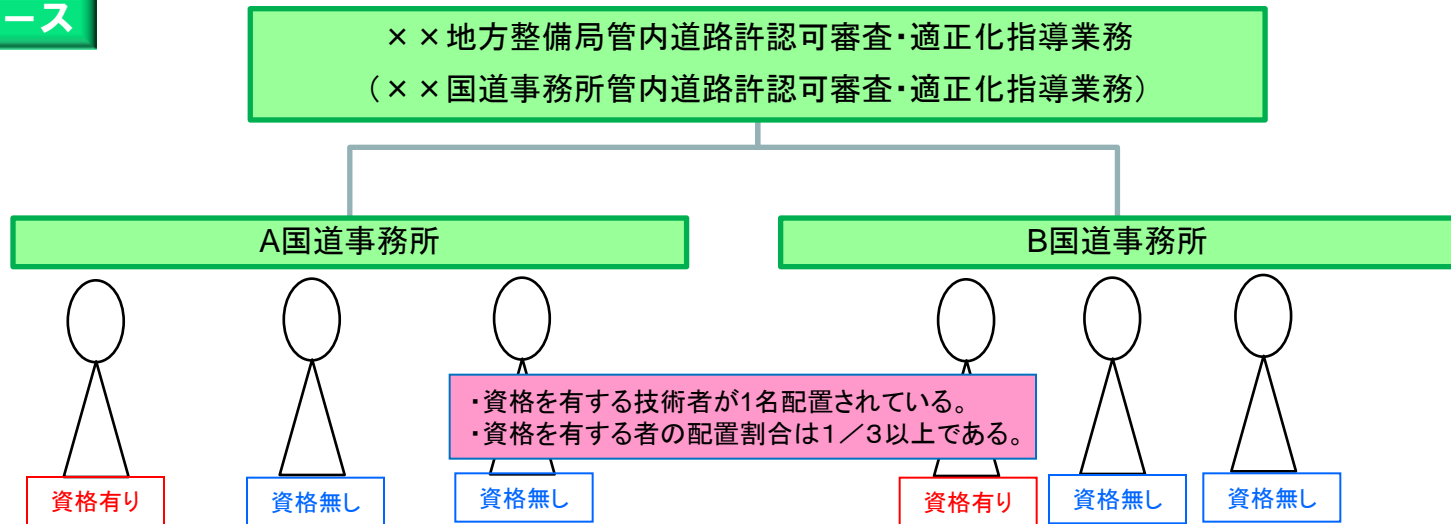 ース
××地方整備局管内道路許認可審査・適正化指導業務
(××国道事務所管内道路許認可審査・適正化指導業務)
A国道事務所
B国道事務所
・資格を有する技術者が1名配置されている。
・資格を有する者の配置割合は1/3以上である。
資格有り
資格無し
資格無し
資格有り
資格無し
資格無し